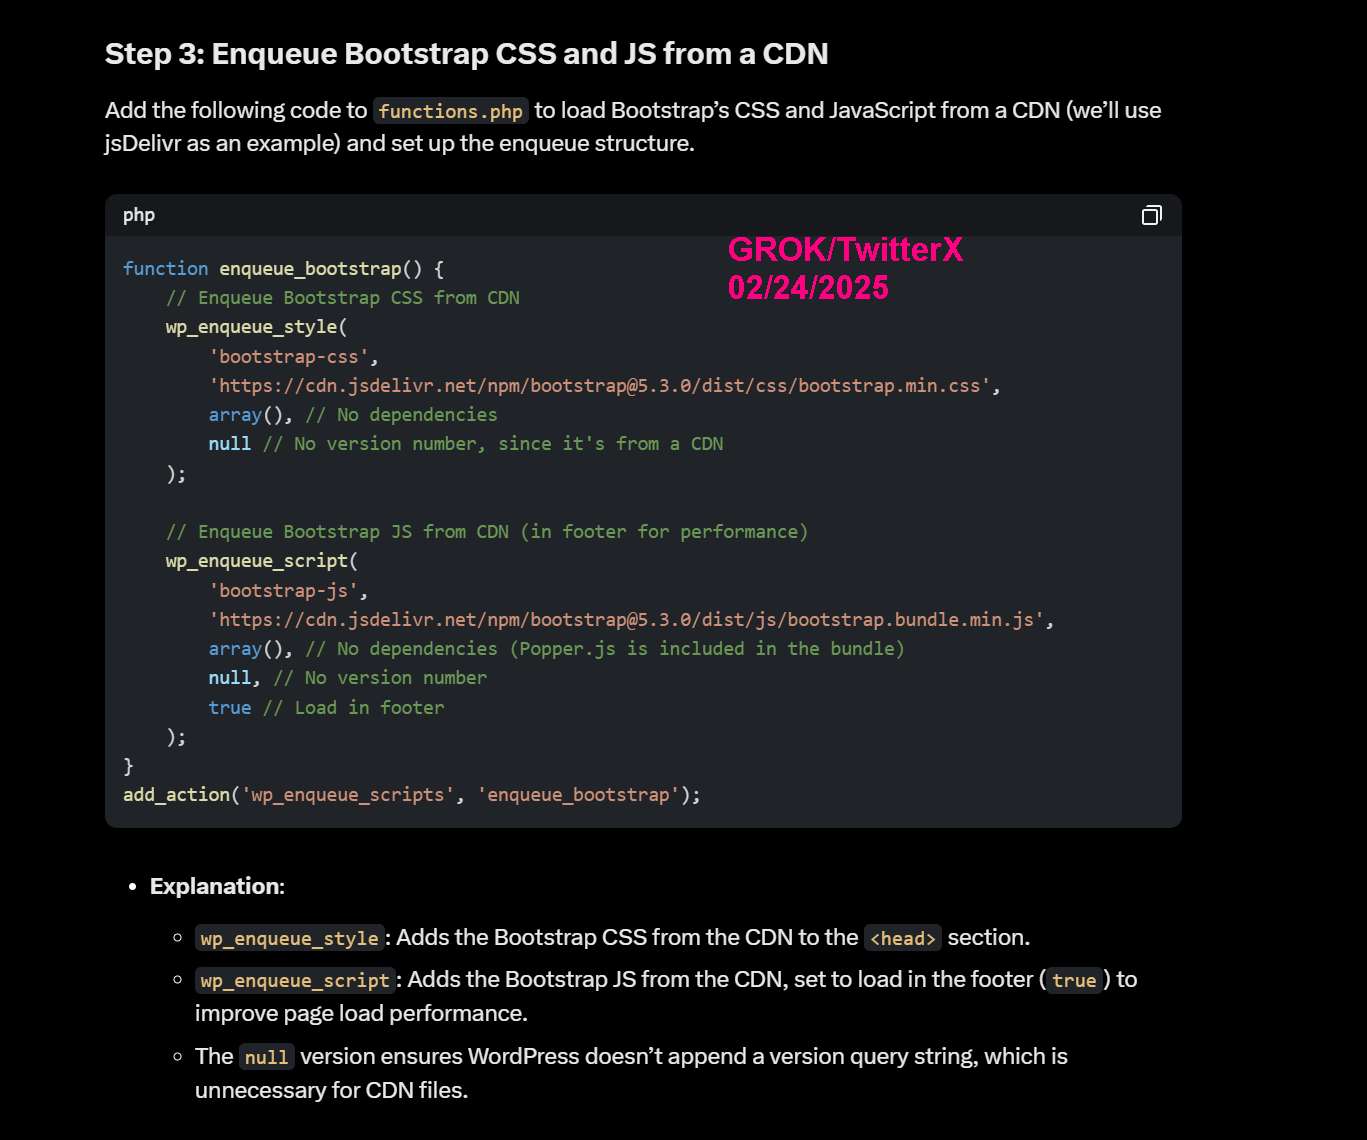 Step 3: Enqueue Bootstrap CSS and JS from a CDN
Add the following code to functions.php to load Bootstrap’s CSS and JavaScript from a CDN (we’ll use
jsDelivr as an example) and set up the enqueue structure.
php
GROK/TwitterX
02/24/2025
function enqueue_bootstrap() {
    // Enqueue Bootstrap CSS from CDN
    wp_enqueue_style(
        'bootstrap-css',
        'https://cdn.jsdelivr.net/npm/bootstrap@5.3.0/dist/css/bootstrap.min.css',
        array(), // No dependencies
        null // No version number, since it's from a CDN
    );
    // Enqueue Bootstrap JS from CDN (in footer for performance)
    wp_enqueue_script(
        'bootstrap-js',
        'https://cdn.jsdelivr.net/npm/bootstrap@5.3.0/dist/js/bootstrap.bundle.min.js',
        array(), // No dependencies (Popper.js is included in the bundle)
        null, // No version number
        true // Load in footer
    );
}
add_action('wp_enqueue_scripts', 'enqueue_bootstrap');
• Explanation:
○ wp_enqueue_style: Adds the Bootstrap CSS from the CDN to the <head> section.
○ wp_enqueue_script: Adds the Bootstrap JS from the CDN, set to load in the footer (true) to
improve page load performance.
○ The null version ensures WordPress doesn’t append a version query string, which is
unnecessary for CDN files.